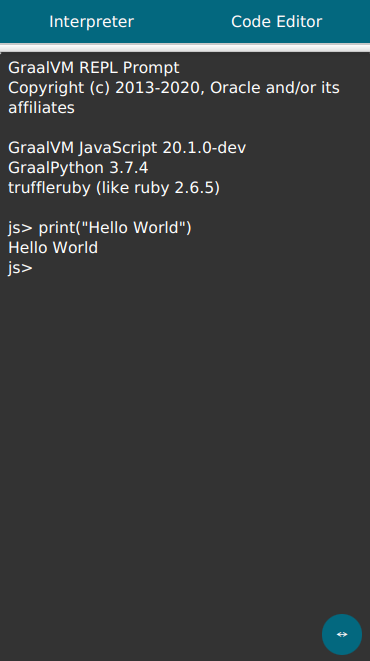 Interpreter
Code Editor
GraalVM REPL Prompt
Copyright (c) 2013-2020, Oracle and/or its
affiliates
GraalVM JavaScript 20.1.0-dev
GraalPython 3.7.4
truffleruby (like ruby 2.6.5)
js> print("Hello World")
Hello World
js>